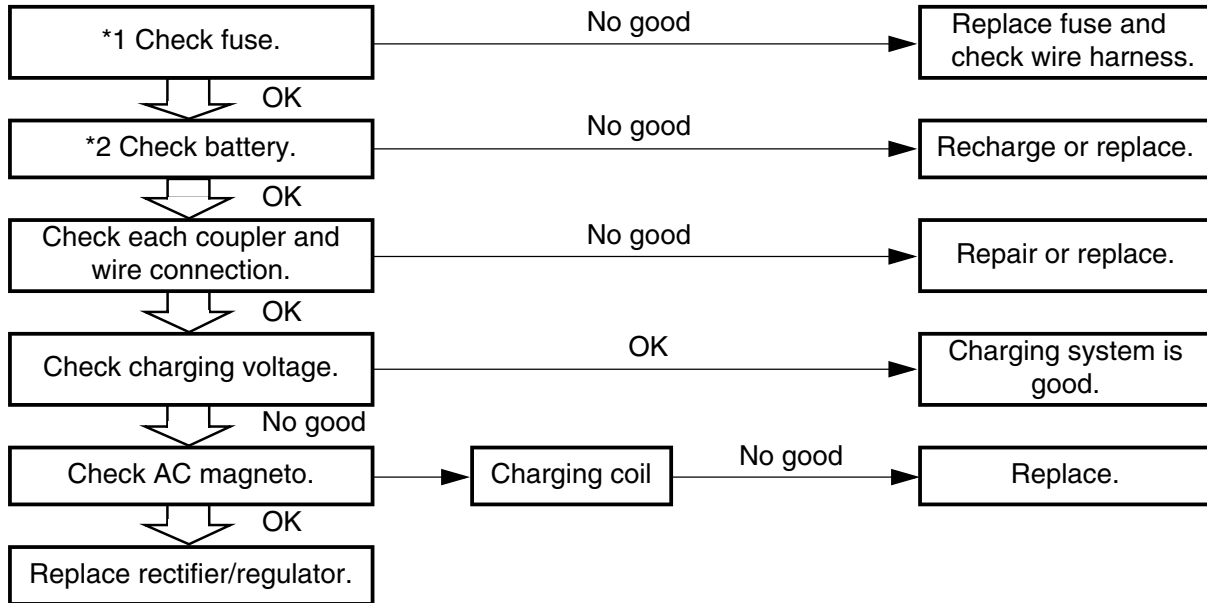 *1 Check fuse.
No good
Replace fuse and
check wire harness.
OK
*2 Check battery.
No good
Recharge or replace.
OK
Check each coupler and
wire connection.
No good
Repair or replace.
OK
Check charging voltage.
OK
Charging system is
good.
No good
Check AC magneto.
Charging coil
No good
Replace.
OK
Replace rectifier/regulator.